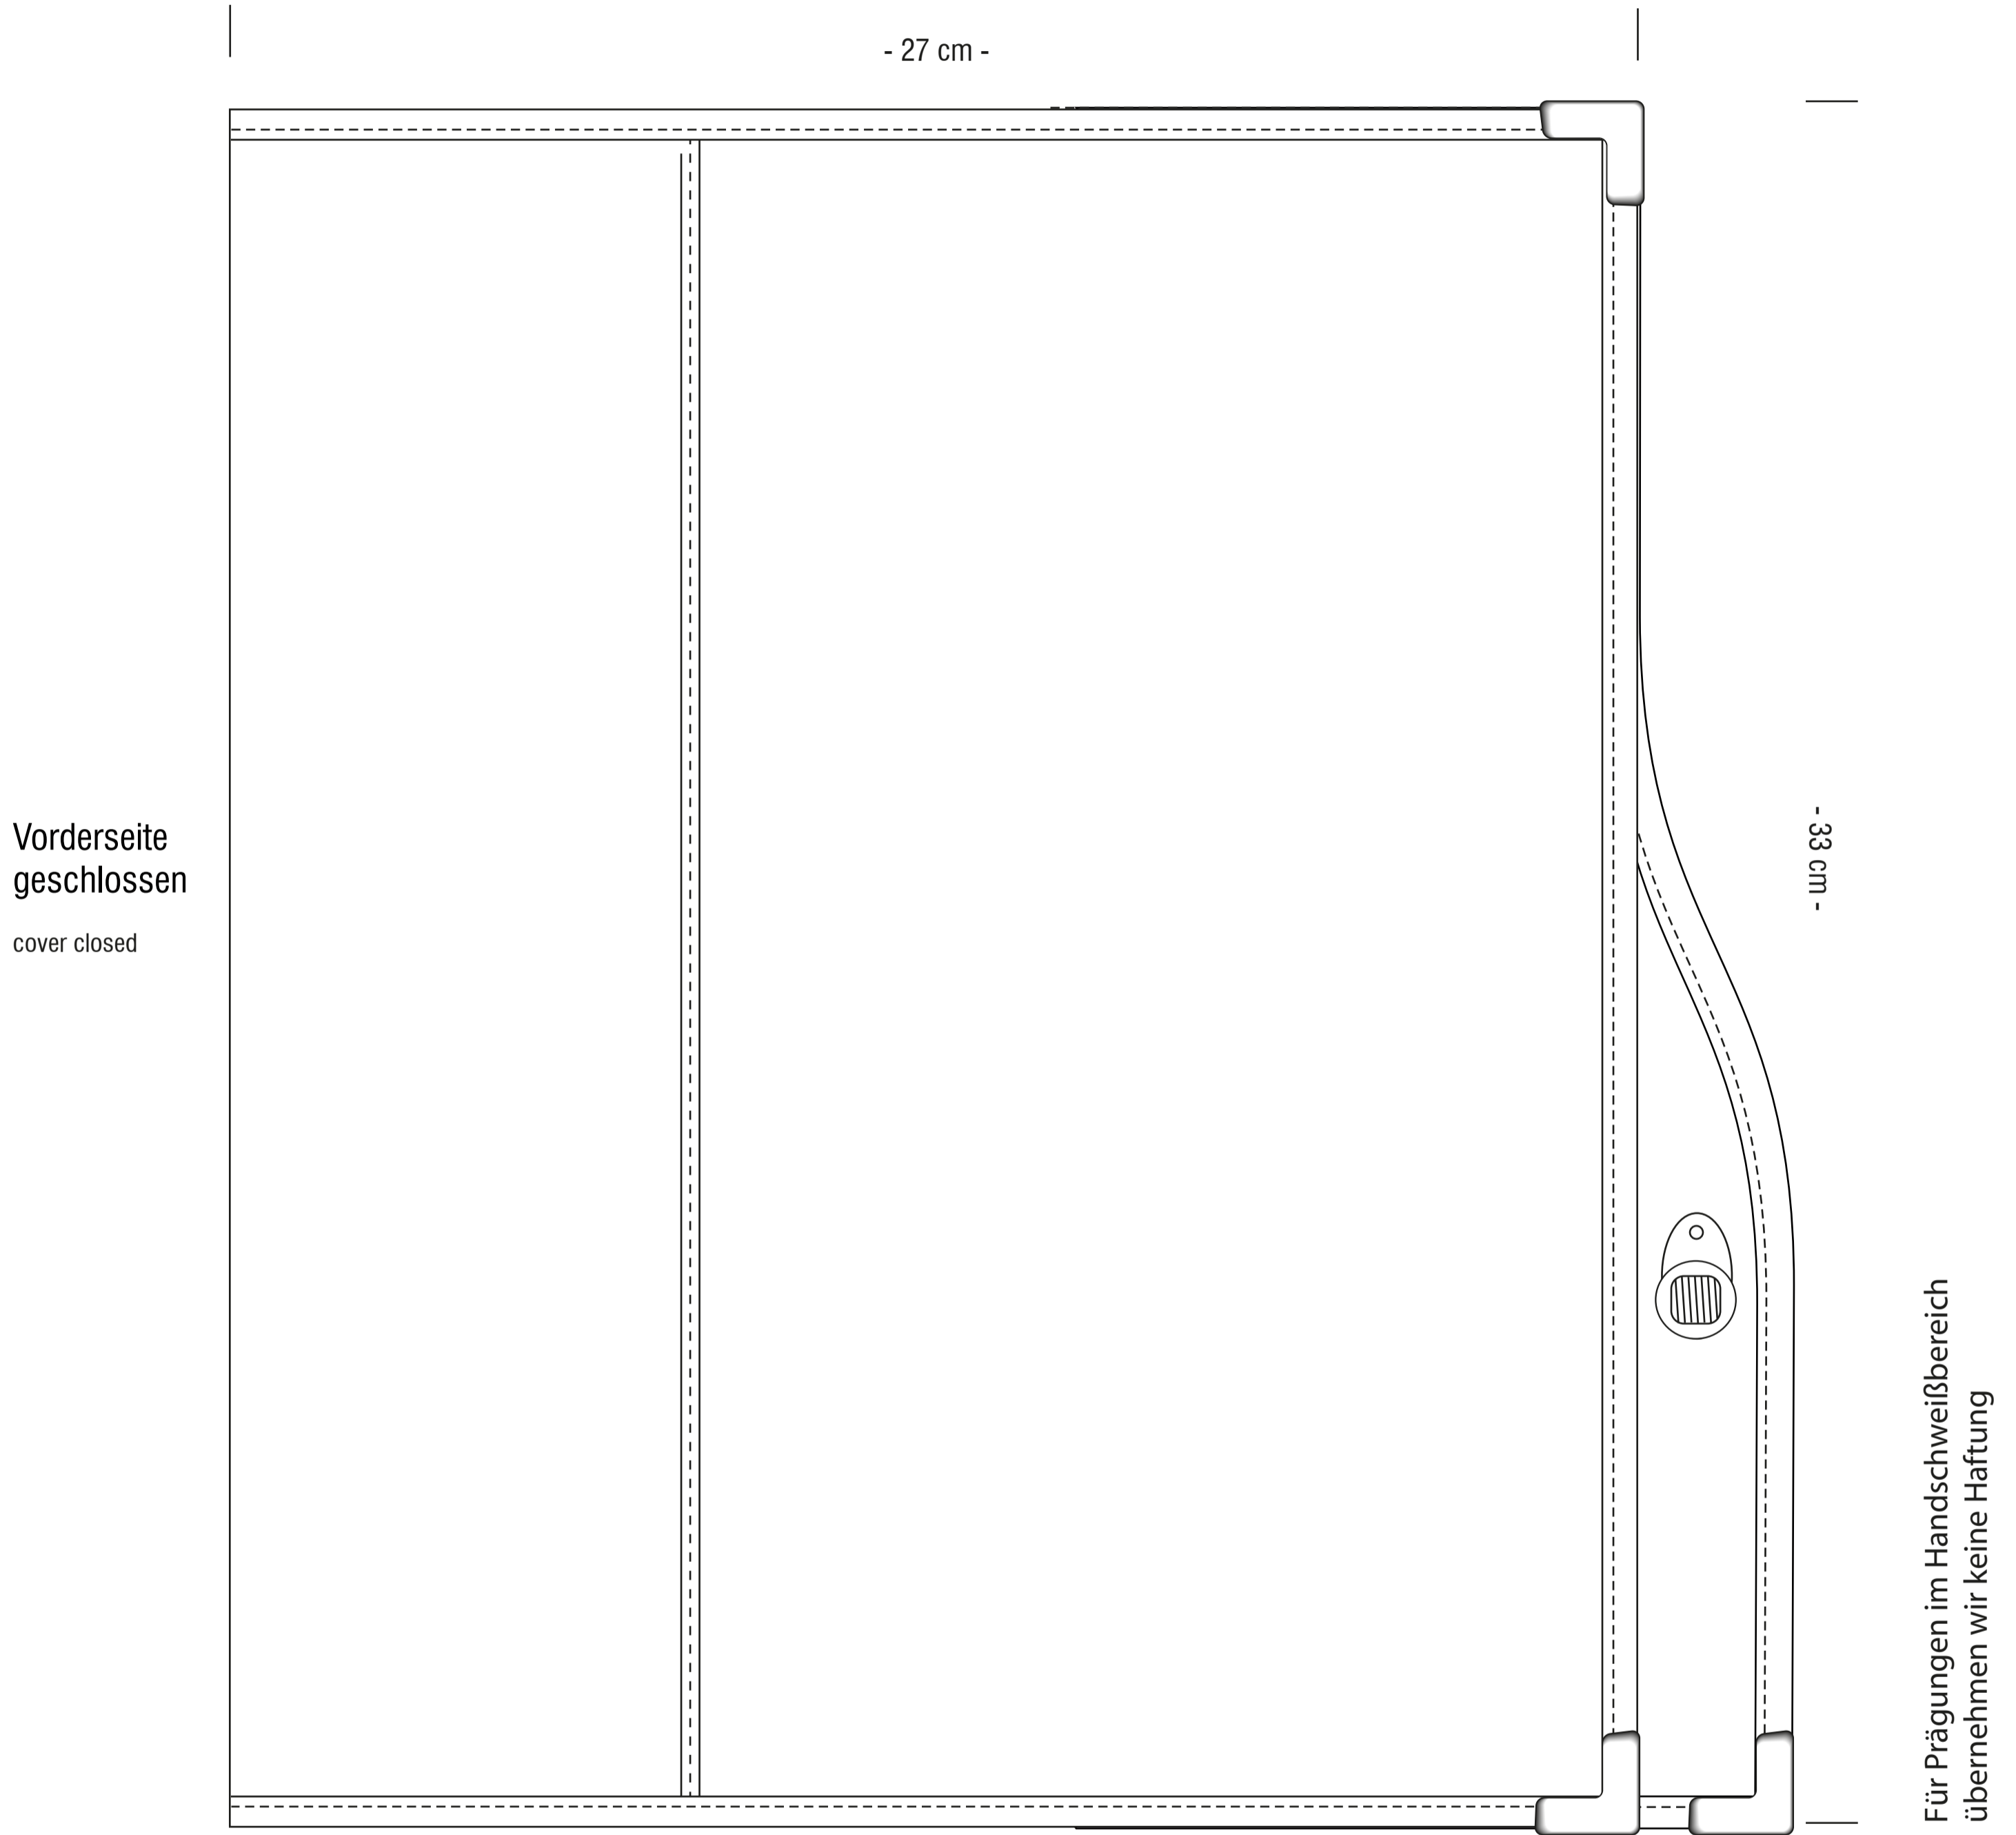 - 27 cm -
Vorderseite
geschlossen
cover closed
- 33 cm -
Für Prägungen im Handschweißbereich
übernehmen wir keine Haftung